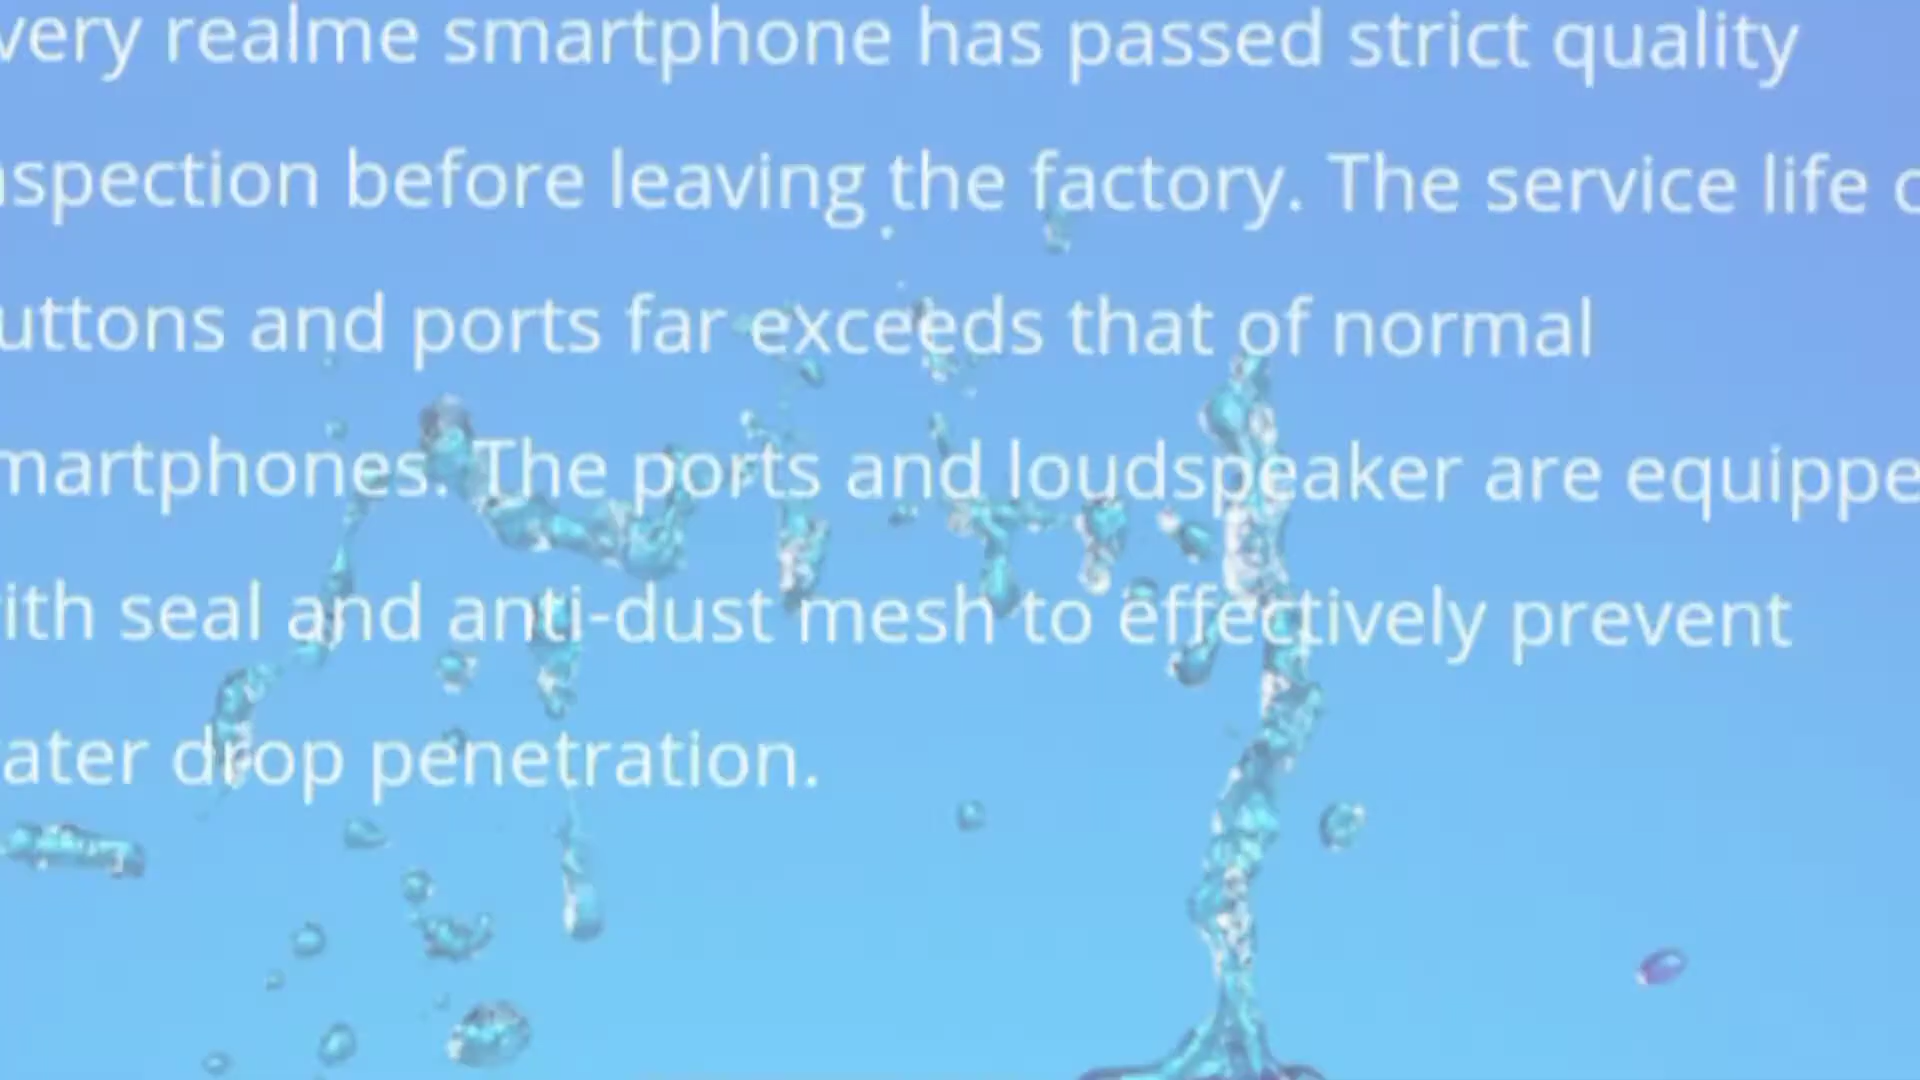 very realme smartphone has passed strict quality
nspection before leaving the factory. The service life o
uttons and ports far exceeds that of normal
martphones. The ports and loudspeaker are equippe
ith seal and anti-dust mesh to effectively prevent
ater drop penetration.